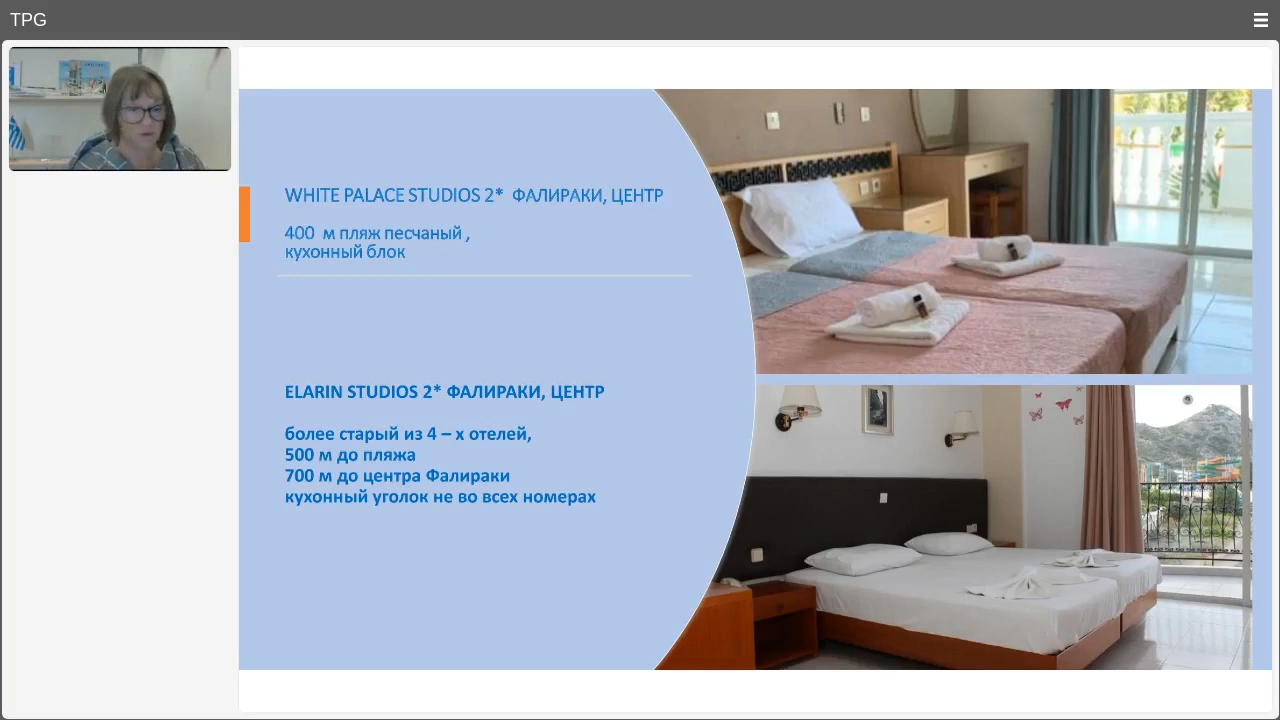 TPG
WHITE PALACE STUDIOS 2* ФАЛИРАКИ, ЦЕНТР
400 м пляж песчаный ,
кухонный блок
ELARIN STUDIOS 2* ФАЛИРАКИ, ЦЕНТР
более старый из 4 – х отелей,
500 м до пляжа
700 м до центра Фалираки
кухонный уголок не во всех номерах